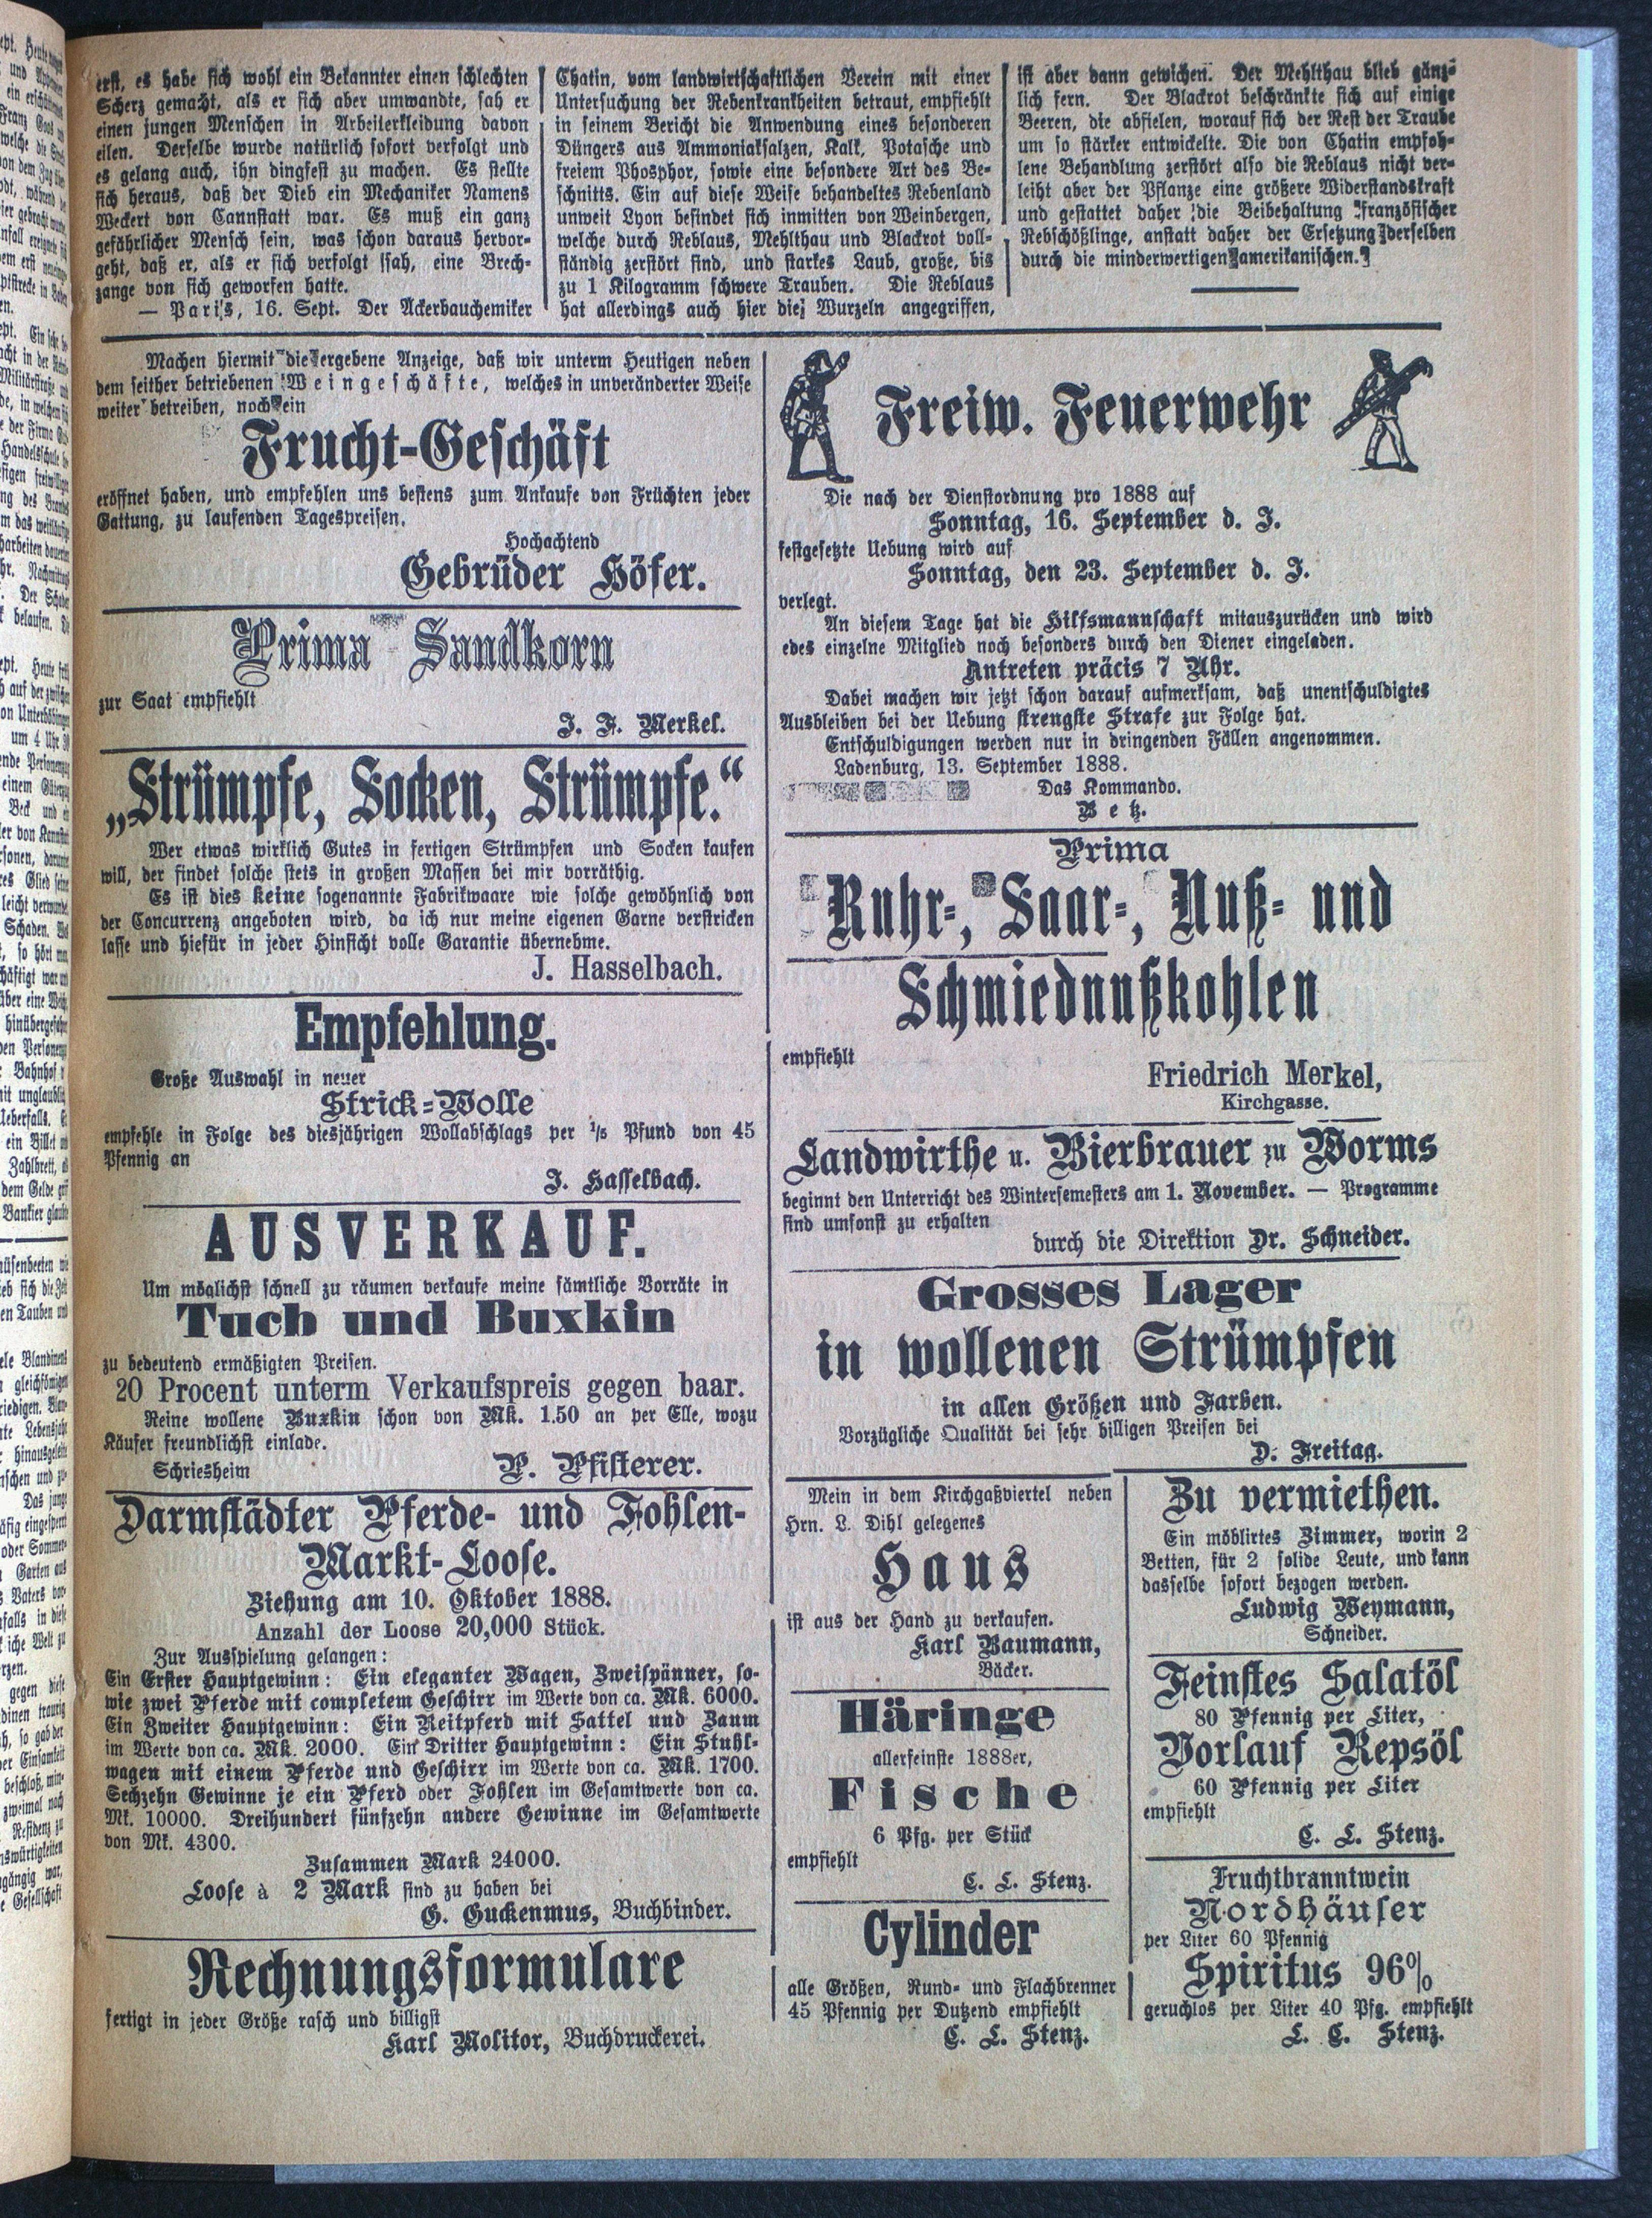 erst, es habe sich wohl ein Bekannter einen schlechten
Scherz gemacht, als er sich aber umwandte, sah er
einen jungen Menschen in Arbeiterkleidung davon
eilen. Derselbe wurde natürlich sofort verfolgt und
es gelang auch, ihn dingfest zu machen. Es stellte
sich heraus, daß der Dieb ein Mechaniker Namens
Weckert von Cannstatt war. Es muß ein ganz
gefährlicher Mensch sein, was schon daraus hervor-
geht, daß er, als er sich verfolgt sah, eine Brech-
zange von sich geworfen hatte.
— Paris, 16. Sept. Der Ackerbauchemiker
Chatin, vom landwirtschaftlichen Verein mit einer
Untersuchung der Rebenkrankheiten betraut, empfiehlt
in seinem Bericht die Anwendung eines besonderen
Düngers aus Ammoniaksalzen, Kalk, Potasche und
freiem Phosphor, sowie eine besondere Art des Be-
schnitts. Ein auf diese Weise behandeltes Rebenland
unweit Lyon befindet sich inmitten von Weinbergen,
welche durch Reblaus, Mehlthau und Blackrot voll-
ständig zerstört sind, und starkes Laub, große, bis
zu 1 Kilogramm schwere Trauben. Die Reblaus
hat allerdings auch hier die Wurzeln angegriffen,
ist aber dann gewichen. Der Mehlthau blieb gänz-
lich fern. Der Blackrot beschränkte sich auf einige
Beeren, die abfielen, worauf sich der Rest der Traube
um so stärker entwickelte. Die von Chatin empfoh-
lene Behandlung zerstört also die Reblaus nicht ver-
leiht aber der Pflanze eine größere Widerstandskraft
und gestattet daher die Beibehaltung französischer
Rebschößlinge, anstatt daher der Ersetzung derselben
durch die minderwertigen amerikanischen.
Machen hiermit die ergebene Anzeige, daß wir unterm Heutigen neben
dem seither betriebenen Weingeschäfte, welches in unveränderter Weise
weiter betreiben, noch ein
Frucht-Geschäft
eröffnet haben, und empfehlen uns bestens zum Ankaufe von Früchten jeder
Gattung, zu laufenden Tagespreisen.
Hochachtend
Gebrüder Höfer.
Prima Sandkorn
zur Saat empfiehlt
J. F. Merkel.
„Strümpfe, Socken, Strümpfe.“
Wer etwas wirklich Gutes in fertigen Strümpfen und Socken kaufen
will, der findet solche stets in großen Massen bei mir vorräthig.
Es ist dies keine sogenannte Fabrikwaare wie solche gewöhnlich von
der Concurrenz angeboten wird, da ich nur meine eigenen Garne verstricken
lasse und hiefür in jeder Hinsicht volle Garantie übernehme.
J. Hasselbach.
Empfehlung.
Große Auswahl in neuer
Strick-Wolle
empfehle in Folge des diesjährigen Wollabschlags per 1/5 Pfund von 45
Pfennig an
J. Hasselbach.
AUSVERKAUF.
Um möglichst schnell zu räumen verkaufe meine sämtliche Vorräte in
Tuch und Buxkin
zu bedeutend ermäßigten Preisen.
20 Procent unterm Verkaufspreis gegen baar.
Reine wollene Buxkin schon von Mk. 1.50 an per Elle, wozu
Käufer freundlichst einlade.
Schriesheim P. Pfisterer.
Darmstädter Pferde- und Fohlen-
Markt-Loose.
Ziehung am 10. Oktober 1888.
Anzahl der Loose 20,000 Stück.
Zur Ausspielung gelangen:
Ein Erster Hauptgewinn: Ein eleganter Wagen, Zweispänner, so-
wie zwei Pferde mit completem Geschirr im Werte von ca. Mk. 6000.
Ein Zweiter Hauptgewinn: Ein Reitpferd mit Sattel und Zaum
im Werte von ca. Mk. 2000. Ein Dritter Hauptgewinn: Ein Stuhl-
wagen mit einem Pferde und Geschirr im Werte von ca. Mk. 1700.
Sechzehn Gewinne je ein Pferd oder Fohlen im Gesamtwerte von ca.
Mk. 10000. Dreihundert fünfzehn andere Gewinne im Gesamtwerte
von Mk. 4300.
Zusammen Mark 24000.
Loose à 2 Mark sind zu haben bei
G. Guckenmus, Buchbinder.
Rechnungsformulare
fertigt in jeder Größe rasch und billigst
Karl Molitor, Buchdruckerei.
Freiw. Feuerwehr
Die nach der Dienstordnung pro 1888 auf
Sonntag, 16. September d. J.
festgesetzte Uebung wird auf
Sonntag, den 23. September d. J.
verlegt.
An diesem Tage hat die Hilfsmannschaft mitauszurücken und wird
edes einzelne Mitglied noch besonders durch den Diener eingeladen.
Antreten präcis 7 Uhr.
Dabei machen wir jetzt schon darauf aufmerksam, daß unentschuldigtes
Ausbleiben bei der Uebung strengste Strafe zur Folge hat.
Entschuldigungen werden nur in dringenden Fällen angenommen.
Ladenburg, 13. September 1888.
Das Kommando.
Betz.
Prima
Ruhr-, Saar-, Nuß- und
Schmiednußkohlen
empfiehlt
Friedrich Merkel,
Kirchgasse.
Landwirthe u. Bierbrauer zu Worms
beginnt den Unterricht des Wintersemesters am 1. November. — Programme
sind umsonst zu erhalten
durch die Direktion Dr. Schneider.
Grosses Lager
in wollenen Strümpfen
in allen Größen und Farben.
Vorzügliche Qualität bei sehr billigen Preisen bei
D. Freitag.
Mein in dem Kirchgaßviertel neben
Hrn. L. Dihl gelegenes
Haus
ist aus der Hand zu verkaufen.
Karl Baumann,
Bäcker.
Häringe
allerfeinste 1888er,
Fische
6 Pfg. per Stück
empfiehlt
C. L. Stenz.
Cylinder
alle Größen, Rund- und Flachbrenner
45 Pfennig per Dutzend empfiehlt
C. L. Stenz.
Zu vermiethen.
Ein möblirtes Zimmer, worin 2
Betten, für 2 solide Leute, und kann
dasselbe sofort bezogen werden.
Ludwig Weymann,
Schneider.
Feinstes Salatöl
80 Pfennig per Liter,
Vorlauf Repsöl
60 Pfennig per Liter
empfiehlt
C. L. Stenz.
Fruchtbranntwein
Nordhäuser
per Liter 60 Pfennig
Spiritus 96%
geruchlos per Liter 40 Pfg. empfiehlt
L. C. Stenz.